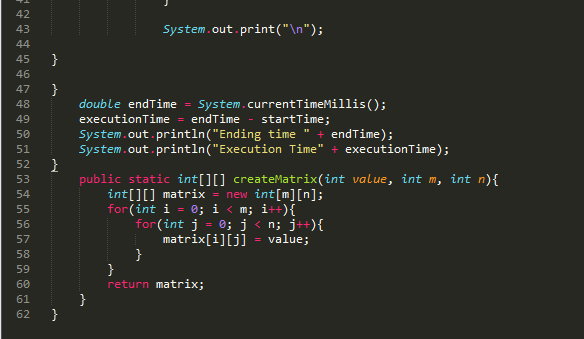 41 }
42
43 System.out.print("\n");
44
45 }
46
47 }
48 double endTime = System.currentTimeMillis();
49 executionTime = endTime - startTime;
50 System.out.println("Ending time " + endTime);
51 System.out.println("Execution Time" + executionTime);
52 }
53 public static int[][] createMatrix(int value, int m, int n){
54 int[][] matrix = new int[m][n];
55 for(int i = 0; i < m; i++){
56 for(int j = 0; j < n; j++){
57 matrix[i][j] = value;
58 }
59 }
60 return matrix;
61 }
62 }